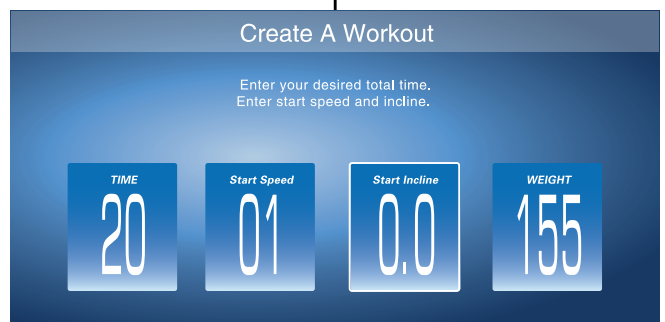 Create A Workout
Enter your desired total time.
Enter start speed and incline.
TIME
20
Start Speed
01
Start Incline
0.0
WEIGHT
155